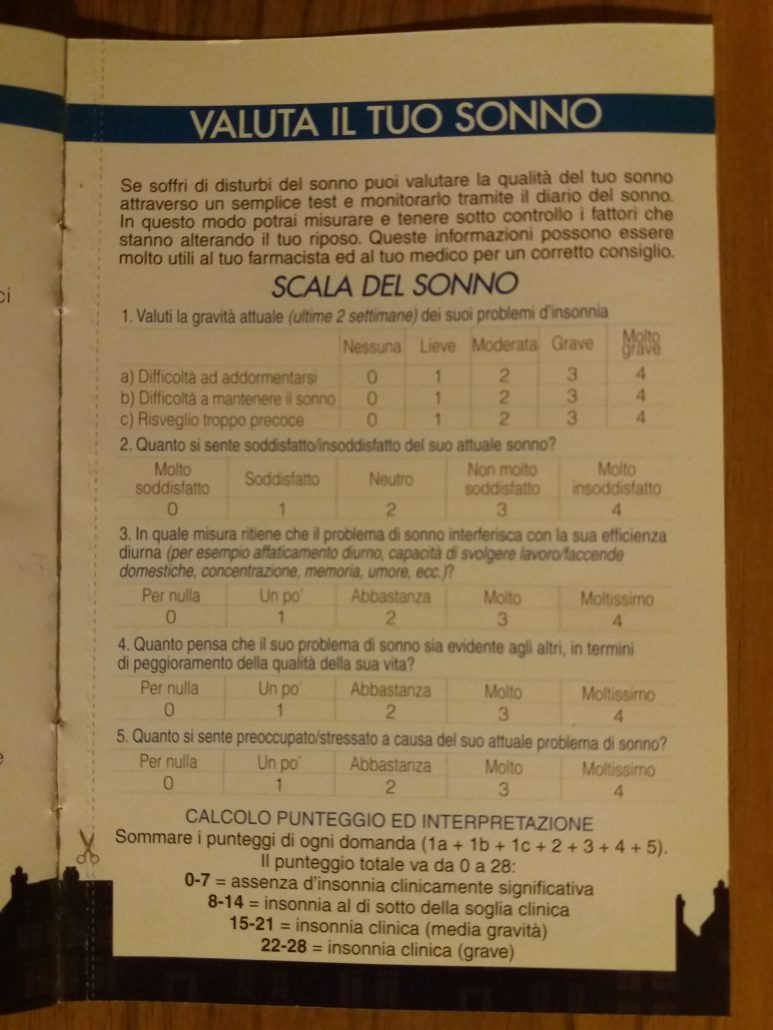 ci
e
VALUTA IL TUO SONNO
Se soffri di disturbi del sonno puoi valutare la qualità del tuo sonno
attraverso un semplice test e monitorarlo tramite il diario del sonno.
In questo modo potrai misurare e tenere sotto controllo i fattori che
stanno alterando il tuo riposo. Queste informazioni possono essere
molto utili al tuo farmacista ed al tuo medico per un corretto consiglio.
SCALA DEL SONNO
1. Valuti la gravità attuale (ultime 2 settimane) dei suoi problemi d'insonnia
Nessuna Lieve Moderata Grave Molto
grave
a) Difficoltà ad addormentarsi 0 1 2 3 4
b) Difficoltà a mantenere il sonno 0 1 2 3 4
c) Risveglio troppo precoce 0 1 2 3 4
2. Quanto si sente soddisfatto/insoddisfatto del suo attuale sonno?
Molto Soddisfatto Neutro Non molto Molto
soddisfatto soddisfatto insoddisfatto
0 1 2 3 4
3. In quale misura ritiene che il problema di sonno interferisca con la sua efficienza
diurna (per esempio affaticamento diurno, capacità di svolgere lavoro/faccende
domestiche, concentrazione, memoria, umore, ecc.)?
Per nulla Un po' Abbastanza Molto Moltissimo
0 1 2 3 4
4. Quanto pensa che il suo problema di sonno sia evidente agli altri, in termini
di peggioramento della qualità della sua vita?
Per nulla Un po' Abbastanza Molto Moltissimo
0 1 2 3 4
5. Quanto si sente preoccupato/stressato a causa del suo attuale problema di sonno?
Per nulla Un po' Abbastanza Molto Moltissimo
0 1 2 3 4
CALCOLO PUNTEGGIO ED INTERPRETAZIONE
Sommare i punteggi di ogni domanda (1a + 1b + 1c + 2 + 3 + 4 + 5).
Il punteggio totale va da 0 a 28:
0-7 = assenza d'insonnia clinicamente significativa
8-14 = insonnia al di sotto della soglia clinica
15-21 = insonnia clinica (media gravità)
22-28 = insonnia clinica (grave)